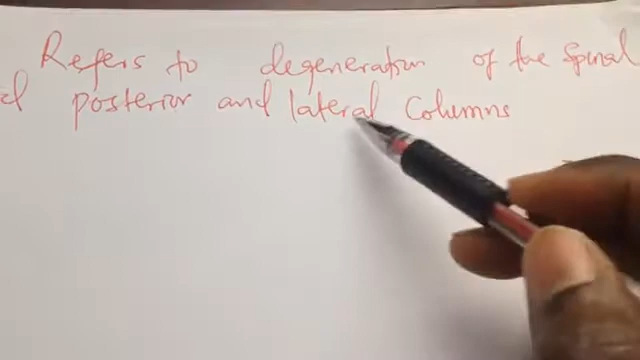 Refers to degeneration of the Spinal
posterior and lateral Columns